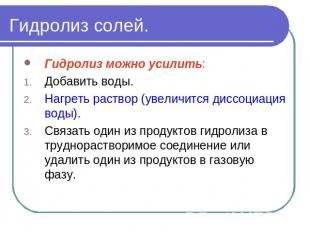 Гидролиз солей.
Гидролиз можно усилить:
1. Добавить воды.
2. Нагреть раствор (увеличится диссоциация
воды).
3. Связать один из продуктов гидролиза в
труднорастворимое соединение или
удалить один из продуктов в газовую
фазу.